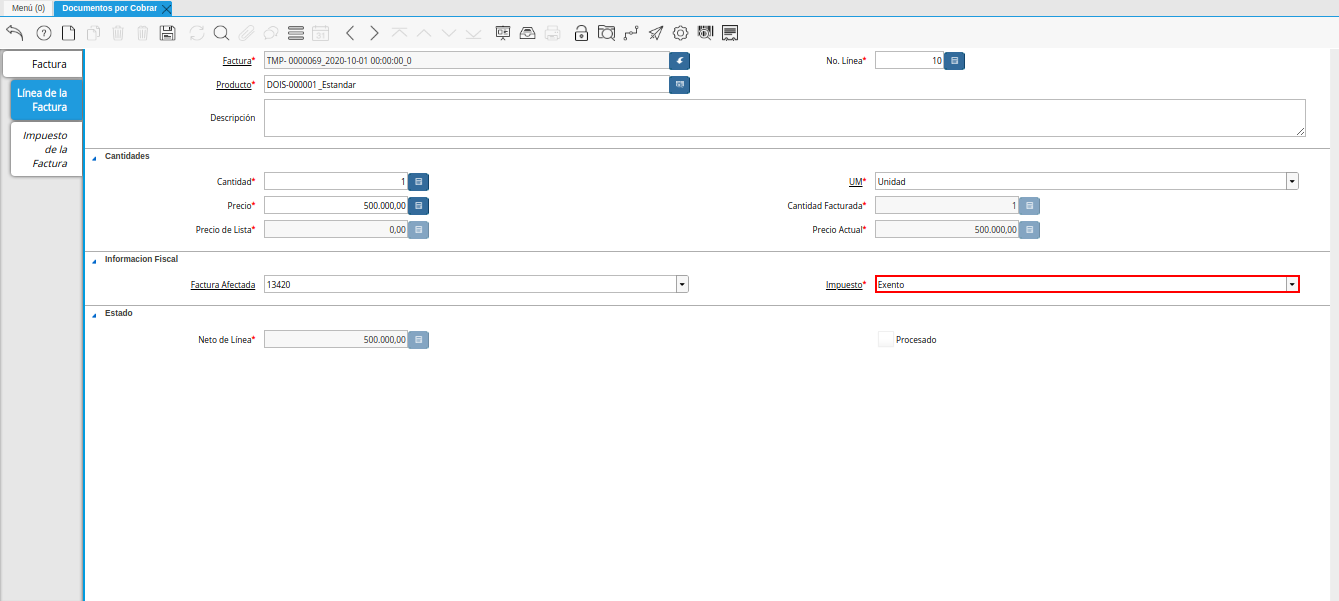 Menú (0)
Documentos por Cobrar
Factura
Línea de la
Factura
Impuesto
de la
Factura
Factura* TMP- 0000069_2020-10-01 00:00:00_0 No. Línea* 10
Producto* DOIS-000001_Estandar
Descripción
Cantidades
Cantidad* 1 UM* Unidad
Precio* 500.000,00 Cantidad Facturada* 1
Precio de Lista* 0,00 Precio Actual* 500.000,00
Informacion Fiscal
Factura Afectada 13420 Impuesto* Exento
Estado
Neto de Línea* 500.000,00 Procesado